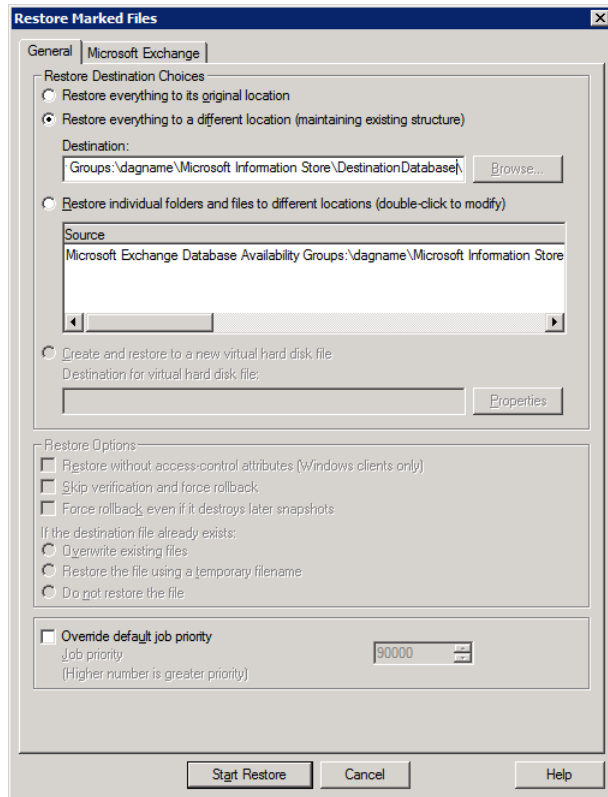 Restore Marked Files
General
Microsoft Exchange
Restore Destination Choices
Restore everything to its original location
Restore everything to a different location (maintaining existing structure)
Destination:
Groups:\dagname\Microsoft Information Store\DestinationDatabase\
Browse...
Restore individual folders and files to different locations (double-click to modify)
Source
Microsoft Exchange Database Availability Groups:\dagname\Microsoft Information Store
Create and restore to a new virtual hard disk file
Destination for virtual hard disk file:
Properties
Restore Options
Restore without access-control attributes (Windows clients only)
Skip verification and force rollback
Force rollback even if it destroys later snapshots
If the destination file already exists:
Overwrite existing files
Restore the file using a temporary filename
Do not restore the file
Override default job priority
Job priority
90000
(Higher number is greater priority)
Start Restore
Cancel
Help